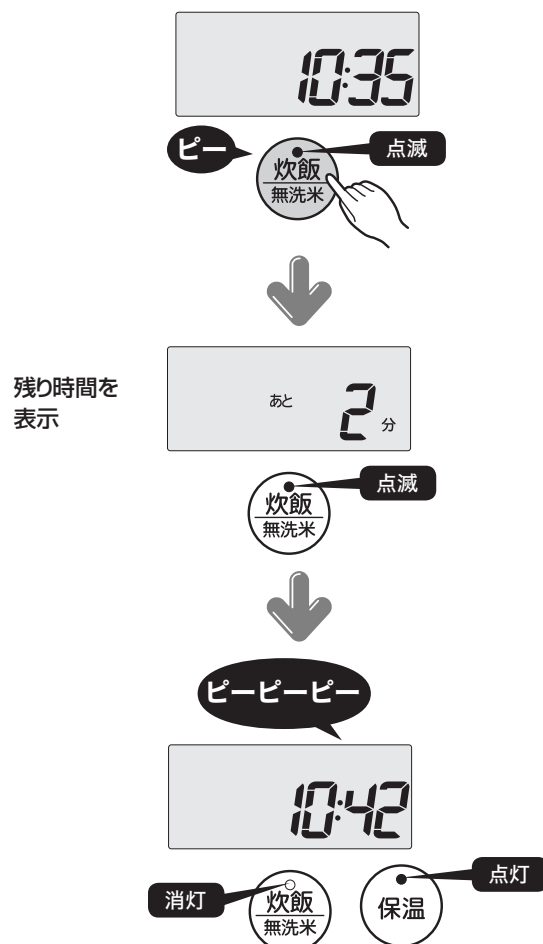 10:35
ピー
点滅
炊飯
無洗米
残り時間を
表示
あと 2 分
点滅
炊飯
無洗米
ピーピーピー
10:42
消灯
炊飯
無洗米
保温
点灯